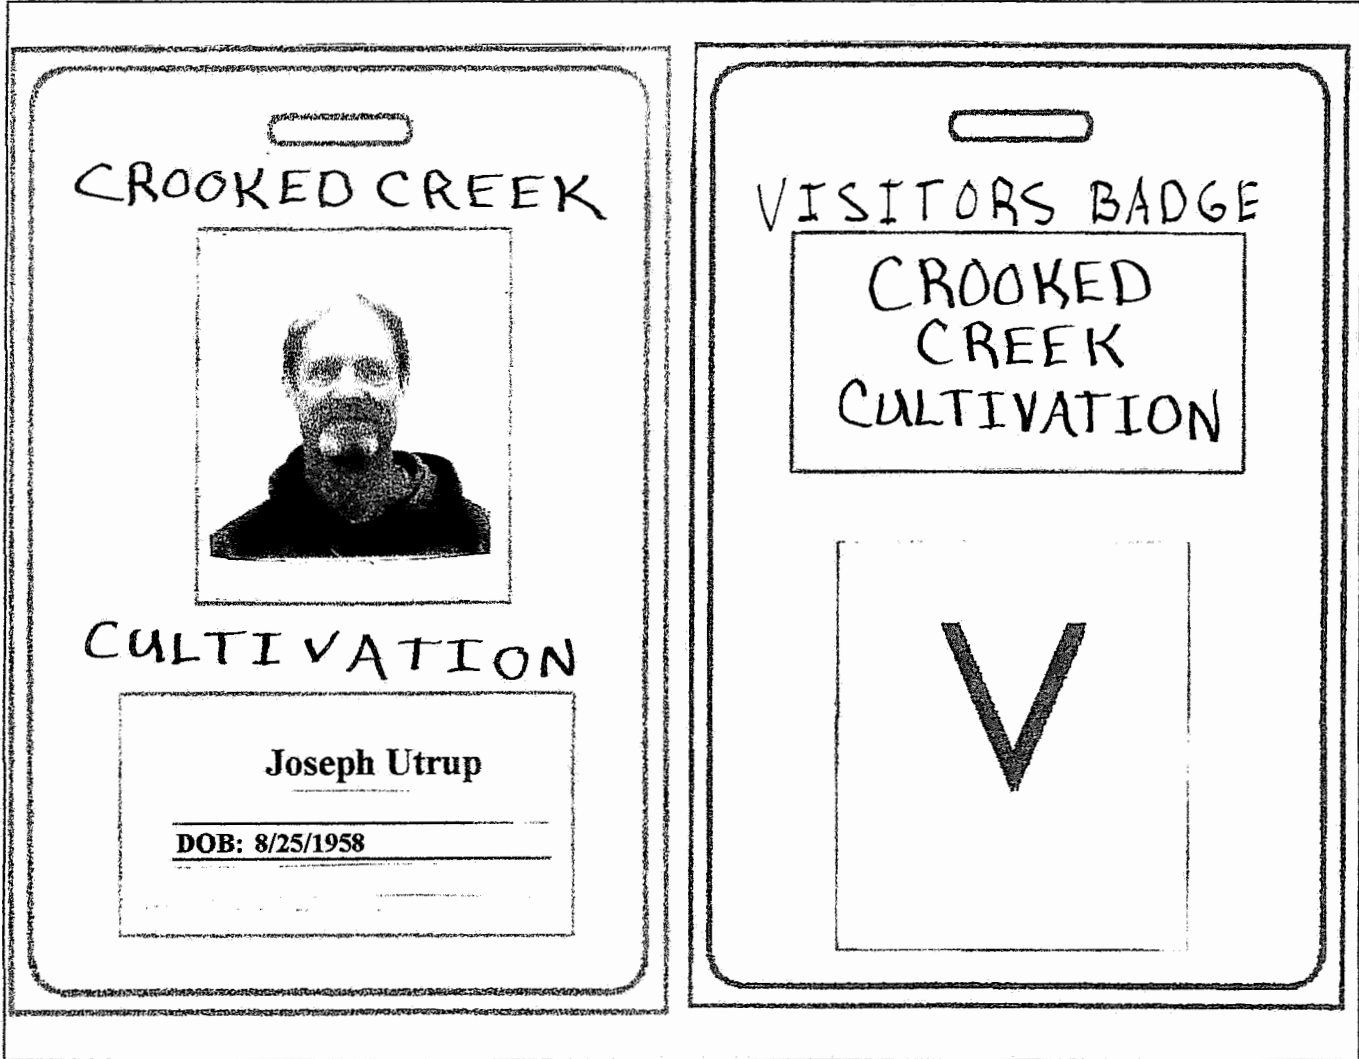 CROOKED CREEK
CULTIVATION
Joseph Utrup
DOB: 8/25/1958
VISITORS BADGE
CROOKED
CREEK
CULTIVATION
V